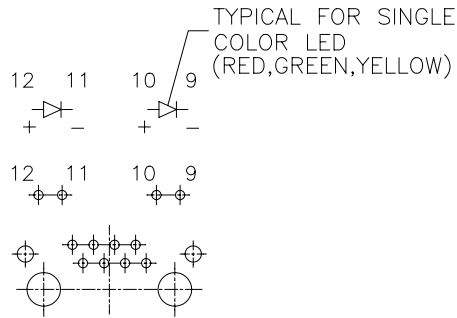 TYPICAL FOR SINGLE
COLOR LED
(RED,GREEN,YELLOW)
12 11 10 9
+ - + -
12 11 10 9